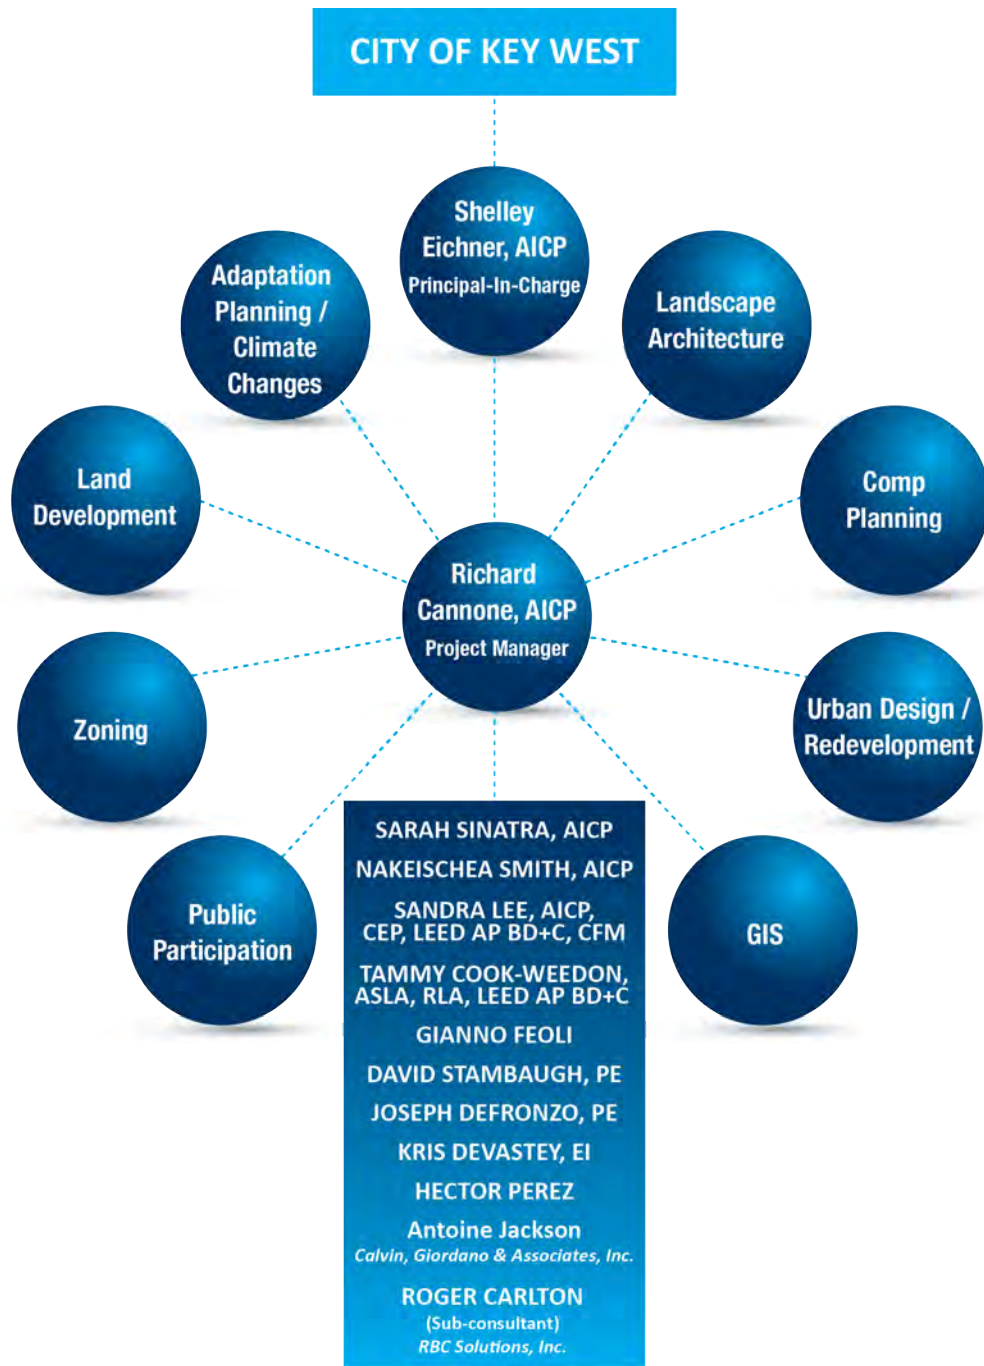 CITY OF KEY WEST
Shelley
Eichner, AICP
Principal-In-Charge
Adaptation
Planning /
Climate
Changes
Landscape
Architecture
Land
Development
Comp
Planning
Richard
Cannone, AICP
Project Manager
Zoning
Urban Design /
Redevelopment
Public
Participation
GIS
SARAH SINATRA, AICP
NAKEISCHEA SMITH, AICP
SANDRA LEE, AICP,
CEP, LEED AP BD+C, CFM
TAMMY COOK-WEEDON,
ASLA, RLA, LEED AP BD+C
GIANNO FEOLI
DAVID STAMBAUGH, PE
JOSEPH DEFRONZO, PE
KRIS DEVASTEY, EI
HECTOR PEREZ
Antoine Jackson
Calvin, Giordano & Associates, Inc.
ROGER CARLTON
(Sub-consultant)
RBC Solutions, Inc.